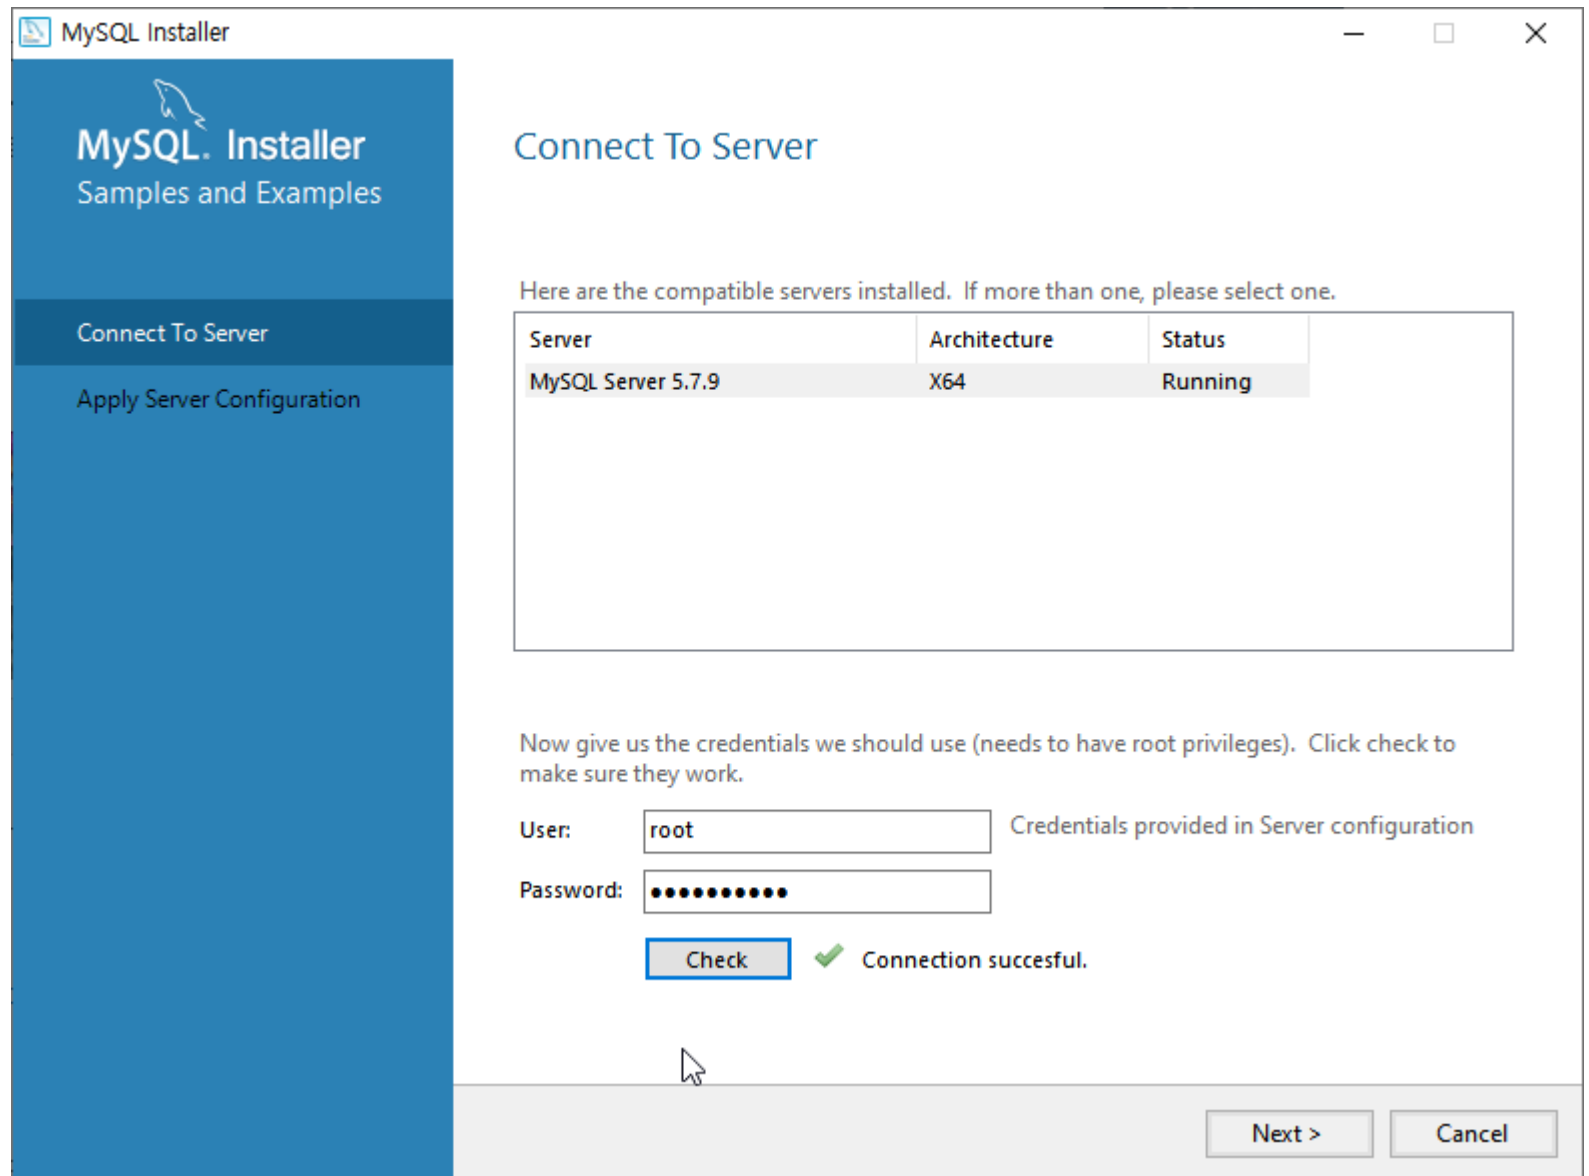 MySQL Installer
MySQL. Installer
Samples and Examples
Connect To Server
Apply Server Configuration
Connect To Server
Here are the compatible servers installed. If more than one, please select one.
Server Architecture Status
MySQL Server 5.7.9 X64 Running
Now give us the credentials we should use (needs to have root privileges). Click check to
make sure they work.
User: root Credentials provided in Server configuration
Password: ●●●●●●●●●●
Check Connection succesful.
Next > Cancel